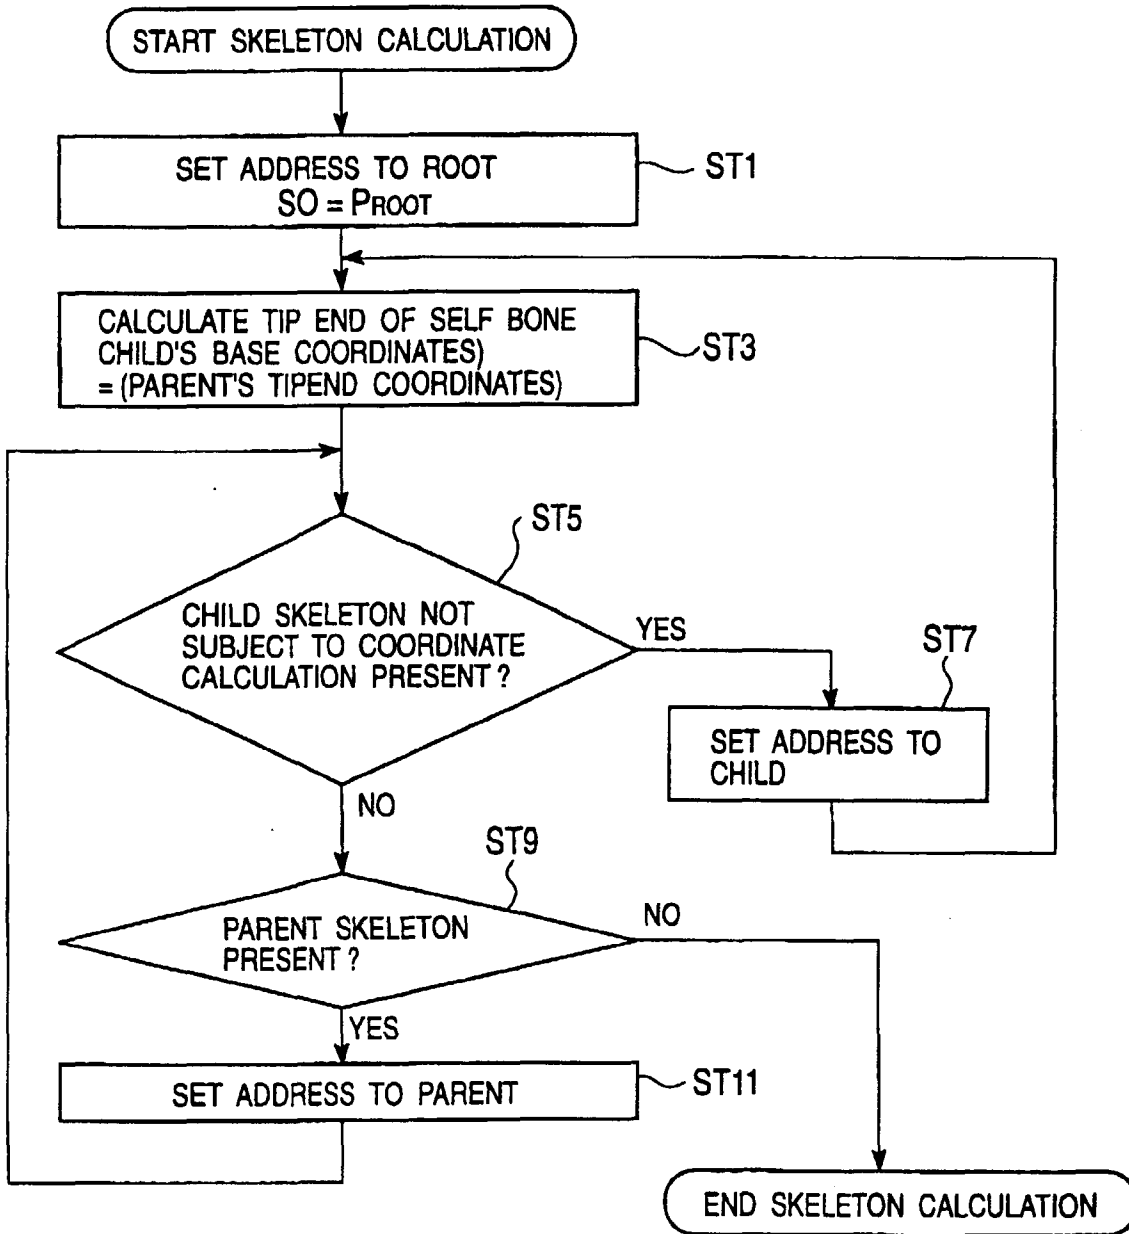 START SKELETON CALCULATION
SET ADDRESS TO ROOT
SO = PROOT
ST1
CALCULATE TIP END OF SELF BONE
CHILD'S BASE COORDINATES)
= (PARENT'S TIPEND COORDINATES)
ST3
ST5
CHILD SKELETON NOT
SUBJECT TO COORDINATE
CALCULATION PRESENT ?
YES
ST7
SET ADDRESS TO
CHILD
NO
ST9
PARENT SKELETON
PRESENT ?
NO
YES
SET ADDRESS TO PARENT
ST11
END SKELETON CALCULATION